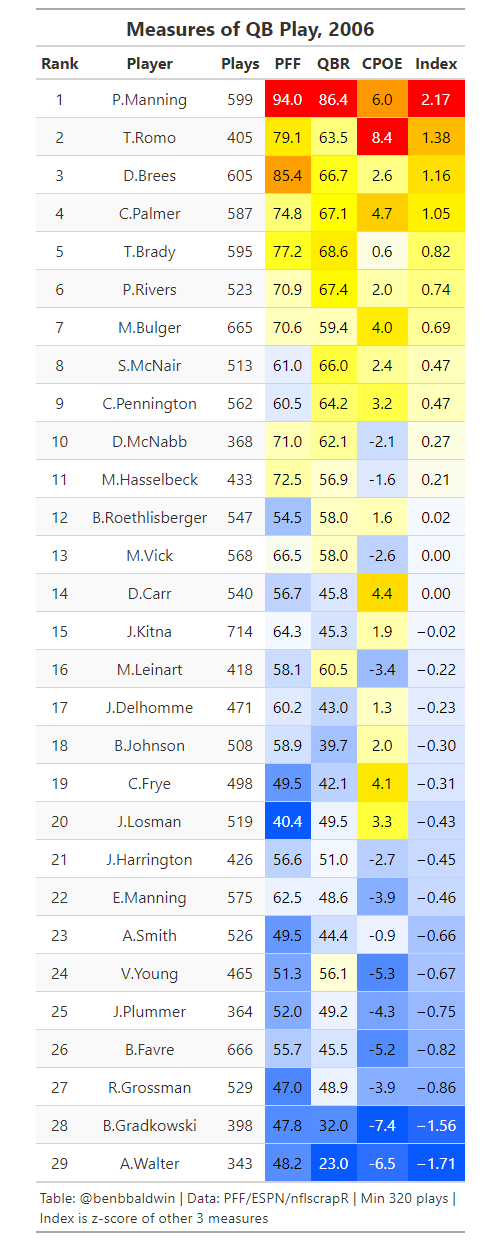 Measures of QB Play, 2006
Rank Player Plays PFF QBR CPOE Index
1 P.Manning 599 94.0 86.4 6.0 2.17
2 T.Romo 405 79.1 63.5 8.4 1.38
3 D.Brees 605 85.4 66.7 2.6 1.16
4 C.Palmer 587 74.8 67.1 4.7 1.05
5 T.Brady 595 77.2 68.6 0.6 0.82
6 P.Rivers 523 70.9 67.4 2.0 0.74
7 M.Bulger 665 70.6 59.4 4.0 0.69
8 S.McNair 513 61.0 66.0 2.4 0.47
9 C.Pennington 562 60.5 64.2 3.2 0.47
10 D.McNabb 368 71.0 62.1 -2.1 0.27
11 M.Hasselbeck 433 72.5 56.9 -1.6 0.21
12 B.Roethlisberger 547 54.5 58.0 1.6 0.02
13 M.Vick 568 66.5 58.0 -2.6 0.00
14 D.Carr 540 56.7 45.8 4.4 0.00
15 J.Kitna 714 64.3 45.3 1.9 −0.02
16 M.Leinart 418 58.1 60.5 -3.4 −0.22
17 J.Delhomme 471 60.2 43.0 1.3 −0.23
18 B.Johnson 508 58.9 39.7 2.0 −0.30
19 C.Frye 498 49.5 42.1 4.1 −0.31
20 J.Losman 519 40.4 49.5 3.3 −0.43
21 J.Harrington 426 56.6 51.0 -2.7 −0.45
22 E.Manning 575 62.5 48.6 -3.9 −0.46
23 A.Smith 526 49.5 44.4 -0.9 −0.66
24 V.Young 465 51.3 56.1 -5.3 −0.67
25 J.Plummer 364 52.0 49.2 -4.3 −0.75
26 B.Favre 666 55.7 45.5 -5.2 −0.82
27 R.Grossman 529 47.0 48.9 -3.9 −0.86
28 B.Gradkowski 398 47.8 32.0 -7.4 −1.56
29 A.Walter 343 48.2 23.0 -6.5 −1.71
Table: @benbbaldwin | Data: PFF/ESPN/nflscrapR | Min 320 plays |
Index is z-score of other 3 measures